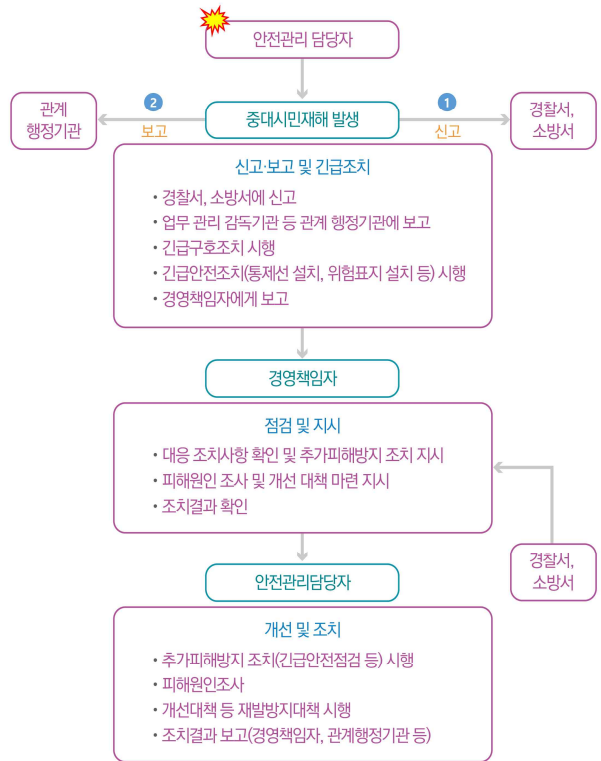 안전관리 담당자
관계
행정기관
2
보고
중대시민재해 발생
1
신고
경찰서,
소방서
신고·보고 및 긴급조치
• 경찰서, 소방서에 신고
• 업무 관리 감독기관 등 관계 행정기관에 보고
• 긴급구호조치 시행
• 긴급안전조치(통제선 설치, 위험표지 설치 등) 시행
• 경영책임자에게 보고
경영책임자
점검 및 지시
• 대응 조치사항 확인 및 추가피해방지 조치 지시
• 피해원인 조사 및 개선 대책 마련 지시
• 조치결과 확인
경찰서,
소방서
안전관리담당자
개선 및 조치
• 추가피해방지 조치(긴급안전점검 등) 시행
• 피해원인조사
• 개선대책 등 재발방지대책 시행
• 조치결과 보고(경영책임자, 관계행정기관 등)